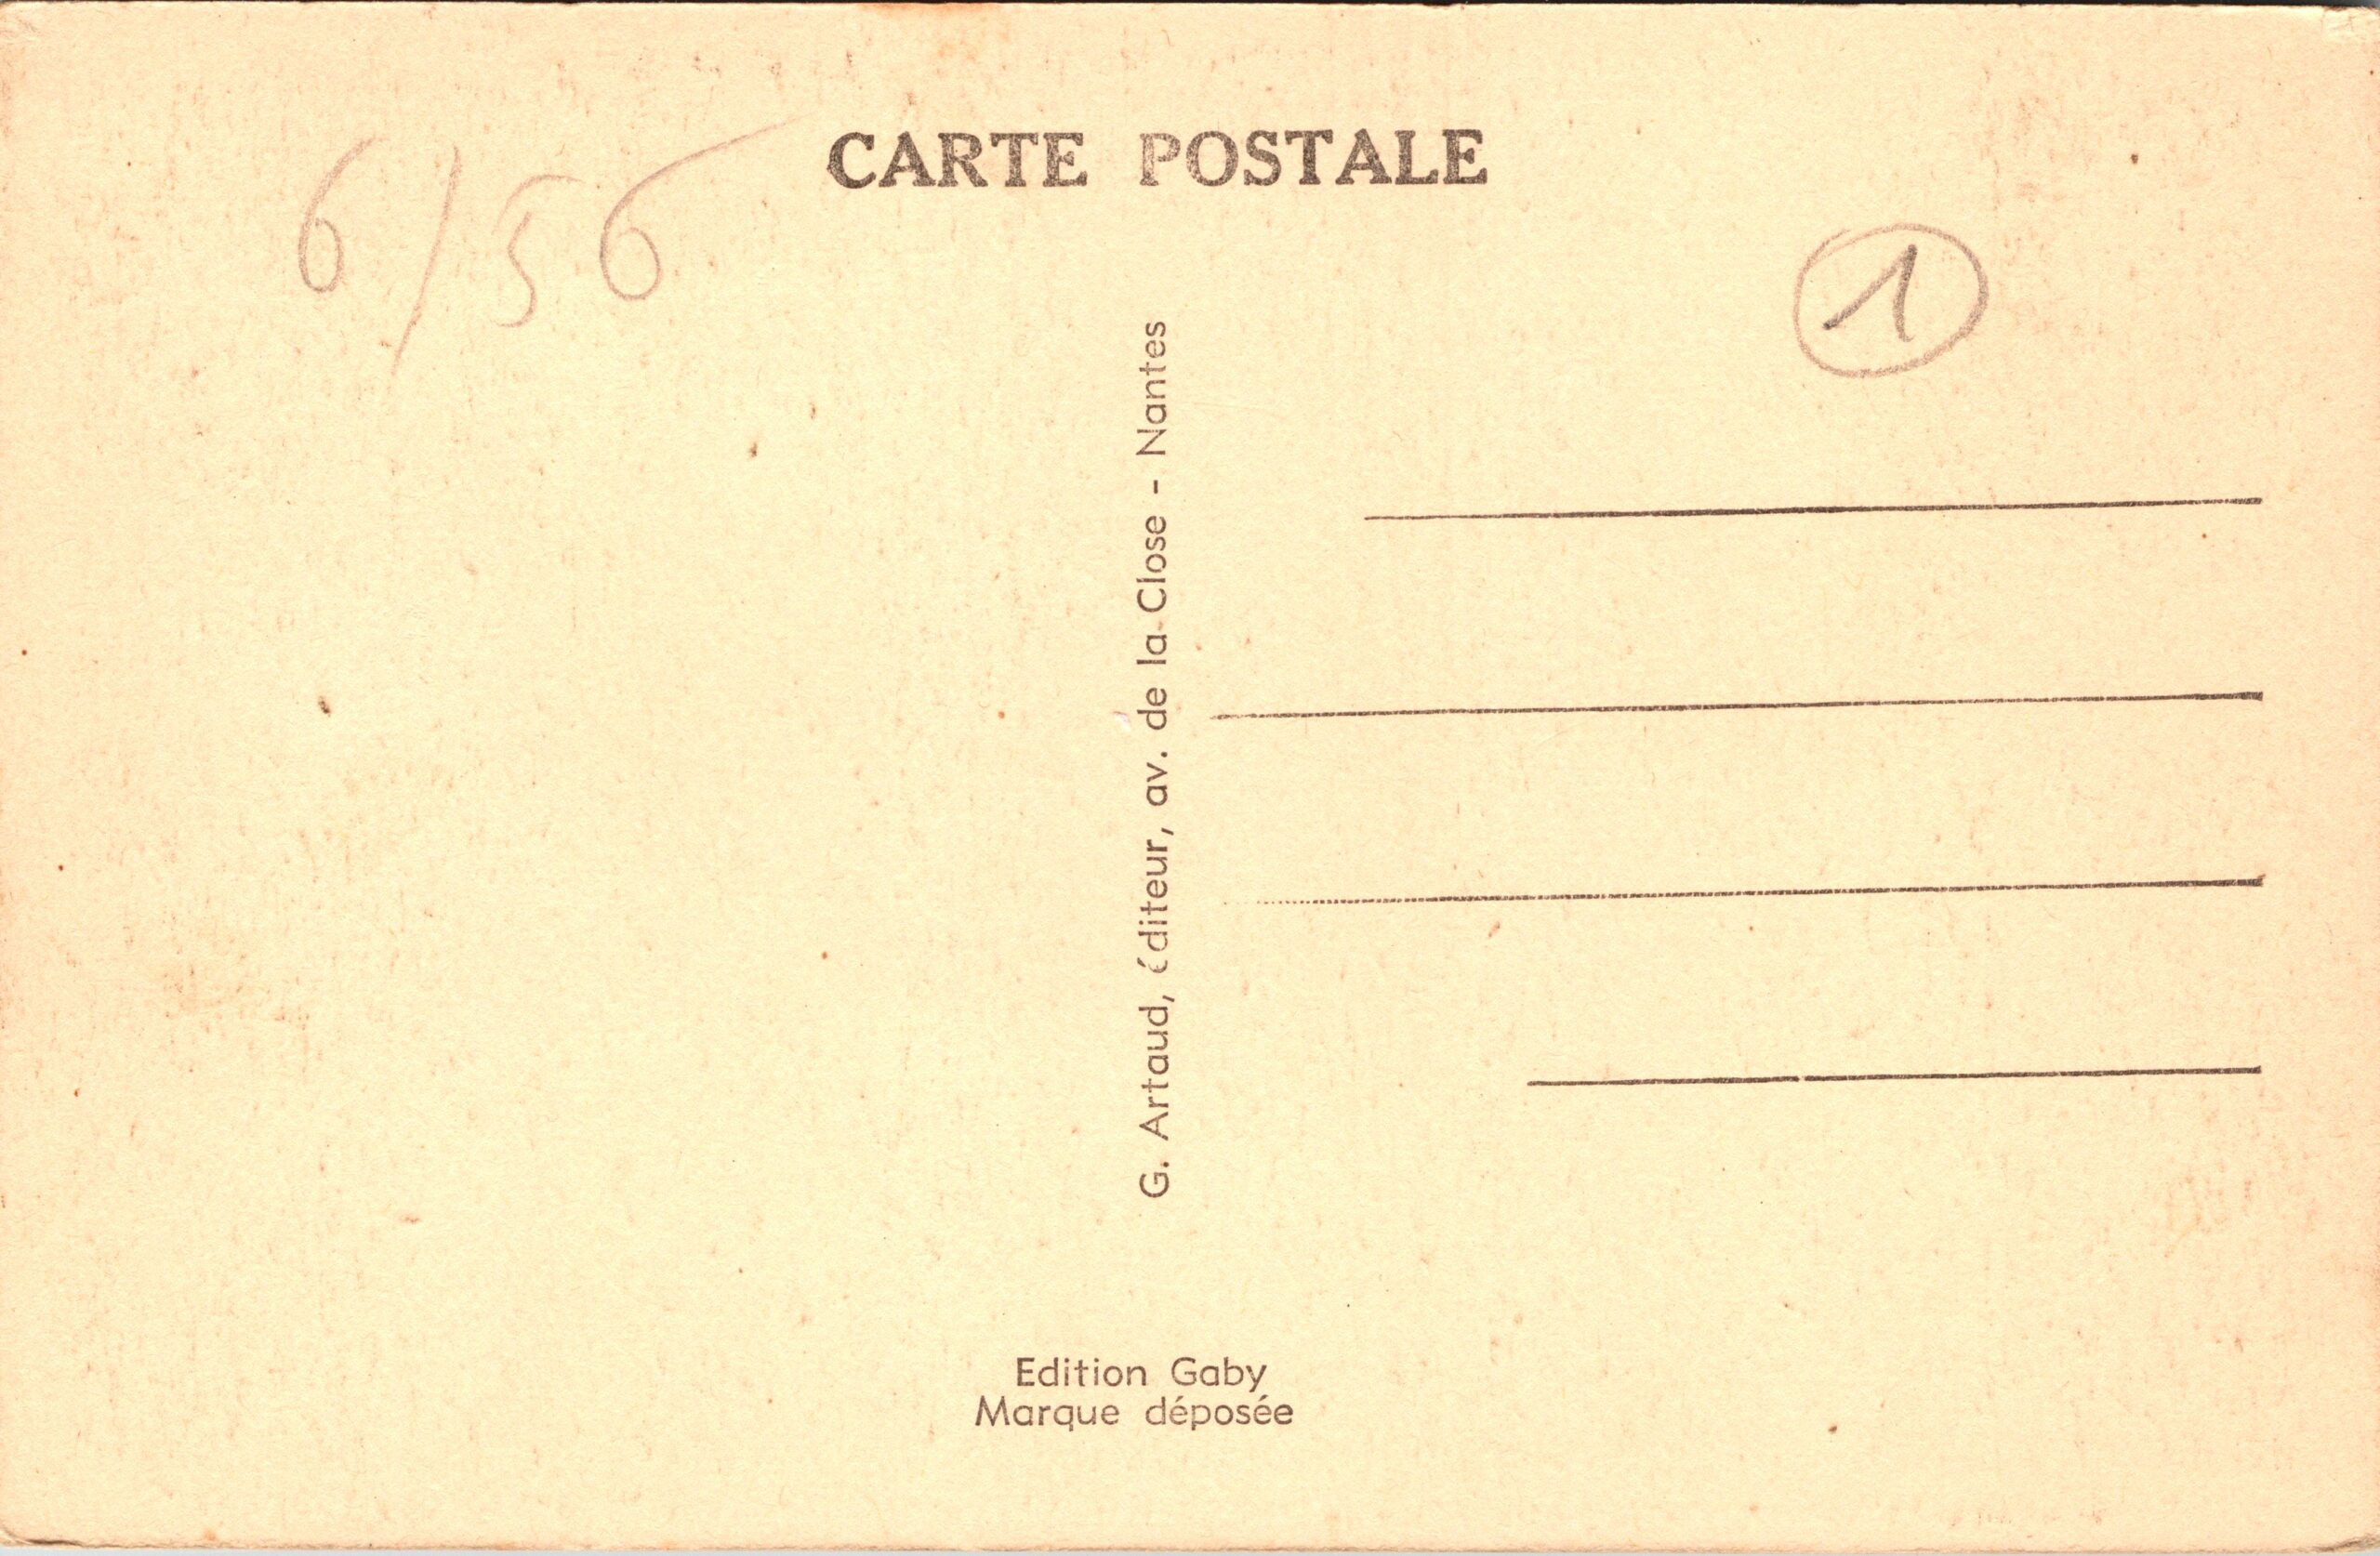 CARTE POSTALE
6/56
1
G. Artaud, éditeur, av. de la Close - Nantes
Edition Gaby
Marque déposée